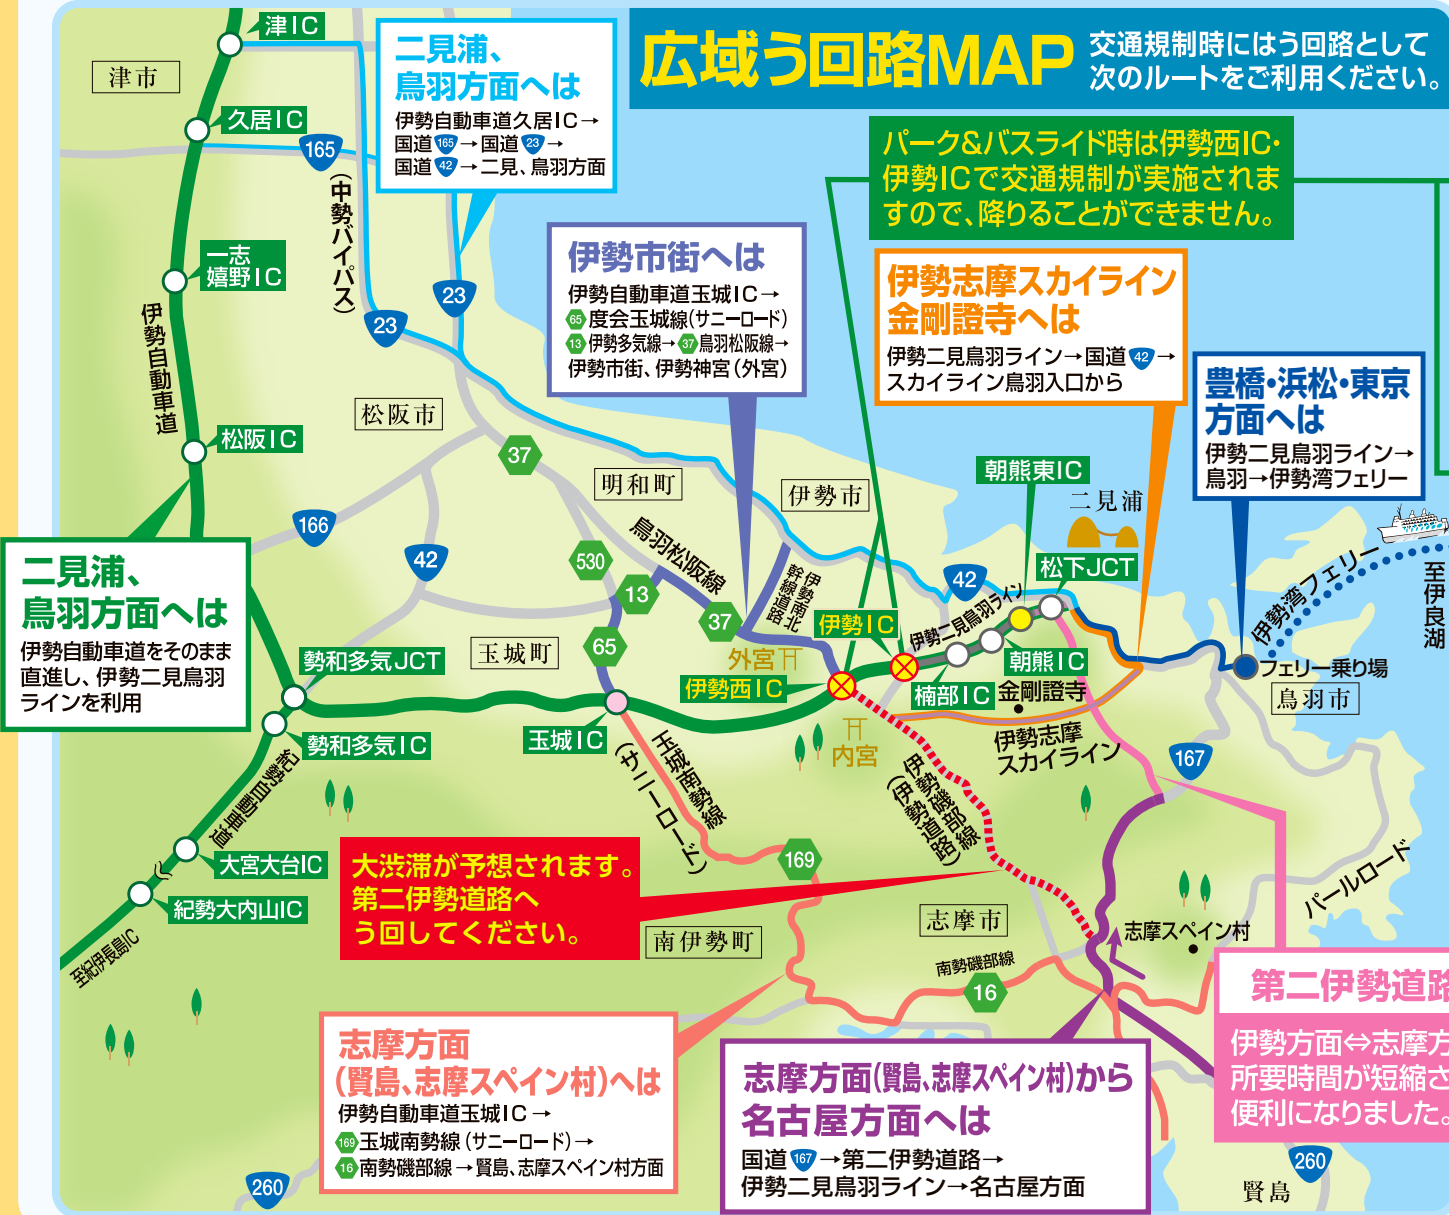 広域う回路MAP
交通規制時にはう回路として
次のルートをご利用ください。
津IC
津市
久居IC
165
(中勢バイパス)
一志
嬉野IC
伊勢自動車道
23
23
二見浦、
鳥羽方面へは
伊勢自動車道久居IC→
国道165→国道23→
国道42→二見、鳥羽方面
パーク&バスライド時は伊勢西IC・
伊勢ICで交通規制が実施されま
すので、降りることができません。
伊勢市街へは
伊勢自動車道玉城IC→
65度会玉城線(サニーロード)
13伊勢多気線→37鳥羽松阪線→
伊勢市街、伊勢神宮(外宮)
伊勢志摩スカイライン
金剛證寺へは
伊勢二見鳥羽ライン→国道42→
スカイライン鳥羽入口から
豊橋・浜松・東京
方面へは
伊勢二見鳥羽ライン→
鳥羽→伊勢湾フェリー
松阪市
松阪IC
37
明和町
伊勢市
朝熊東IC
二見浦
166
42
530
鳥羽松阪線
13
37
65
伊勢南北
幹線道路
42
松下JCT
伊勢二見鳥羽ライン
伊勢IC
朝熊IC
楠部IC
金剛證寺
伊勢湾フェリー
至伊良湖
フェリー乗り場
鳥羽市
二見浦、
鳥羽方面へは
伊勢自動車道をそのまま
直進し、伊勢二見鳥羽
ラインを利用
玉城町
外宮
伊勢西IC
内宮
勢和多気JCT
勢和多気IC
玉城IC
玉城南勢線
(サニーロード)
伊勢志摩
スカイライン
伊勢磯部線
(伊勢道路)
167
紀勢自動車道
大宮大台IC
紀勢大内山IC
至紀伊長島IC
大渋滞が予想されます。
第二伊勢道路へ
う回してください。
169
パールロード
南伊勢町
志摩市
志摩スペイン村
南勢磯部線
16
第二伊勢道路
伊勢方面⇔志摩方
所要時間が短縮さ
便利になりました。
志摩方面
(賢島、志摩スペイン村)へは
伊勢自動車道玉城IC→
169玉城南勢線(サニーロード)→
16南勢磯部線→賢島、志摩スペイン村方面
志摩方面(賢島、志摩スペイン村)から
名古屋方面へは
国道167→第二伊勢道路→
伊勢二見鳥羽ライン→名古屋方面
260
260
賢島